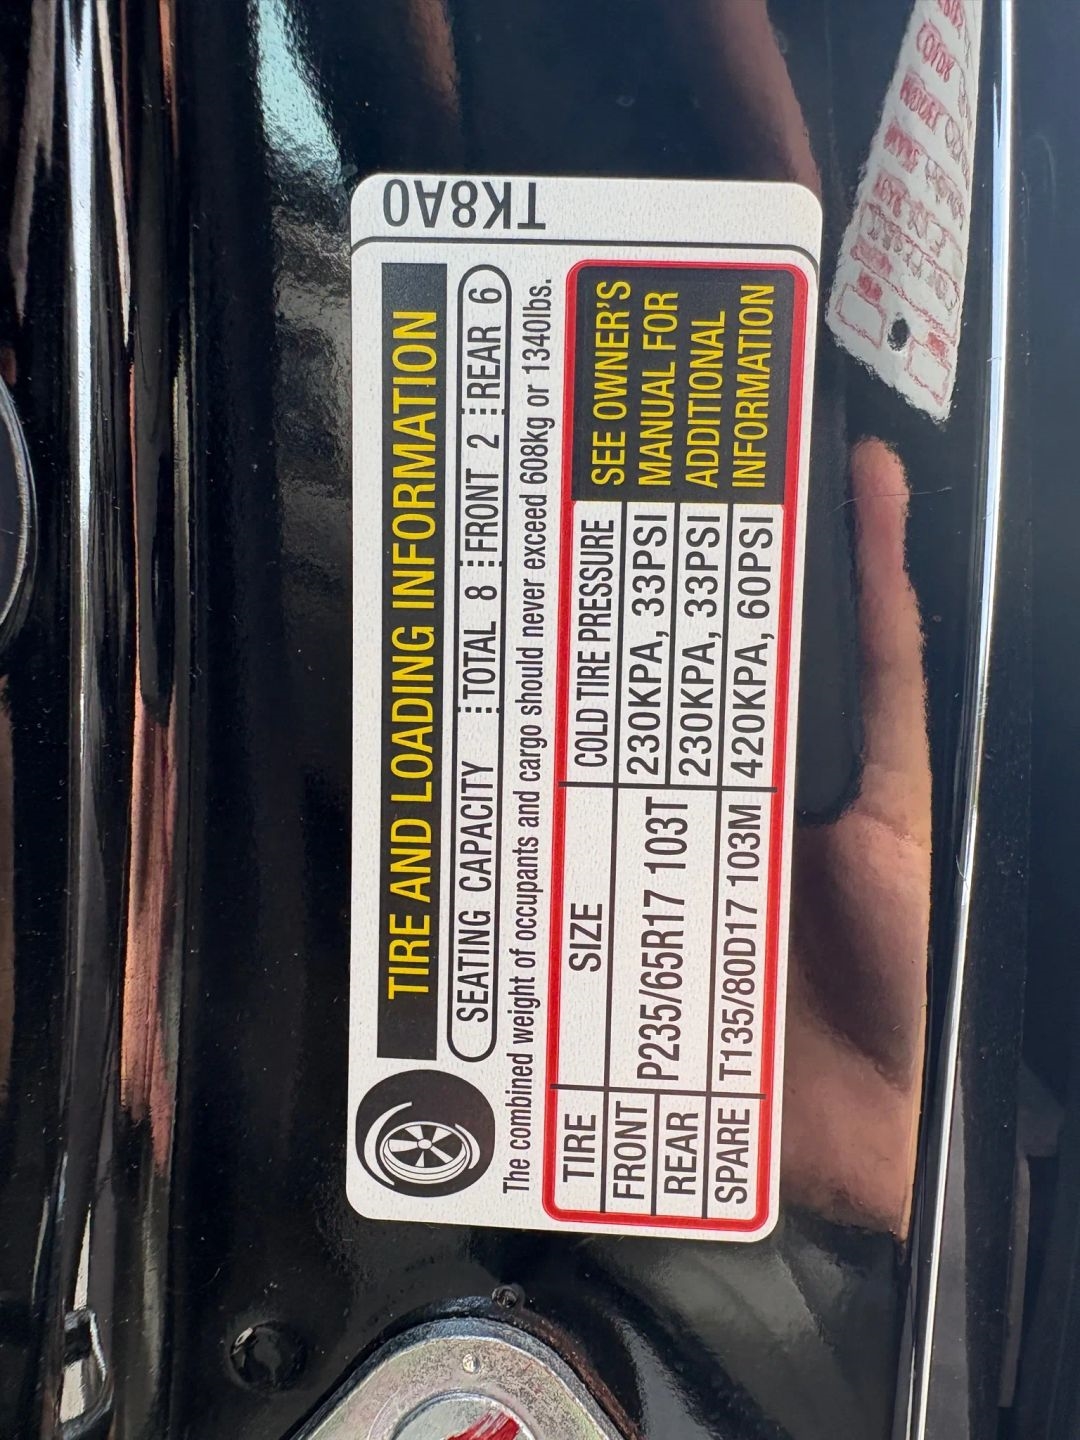 TK8A0
TIRE AND LOADING INFORMATION
SEATING CAPACITY TOTAL 8 FRONT 2 REAR 6
The combined weight of occupants and cargo should never exceed 608kg or 1340lbs.
TIRE SIZE COLD TIRE PRESSURE
FRONT P235/65R17 103T 230KPA, 33PSI
REAR 230KPA, 33PSI
SPARE T135/80D17 103M 420KPA, 60PSI
SEE OWNER'S
MANUAL FOR
ADDITIONAL
INFORMATION